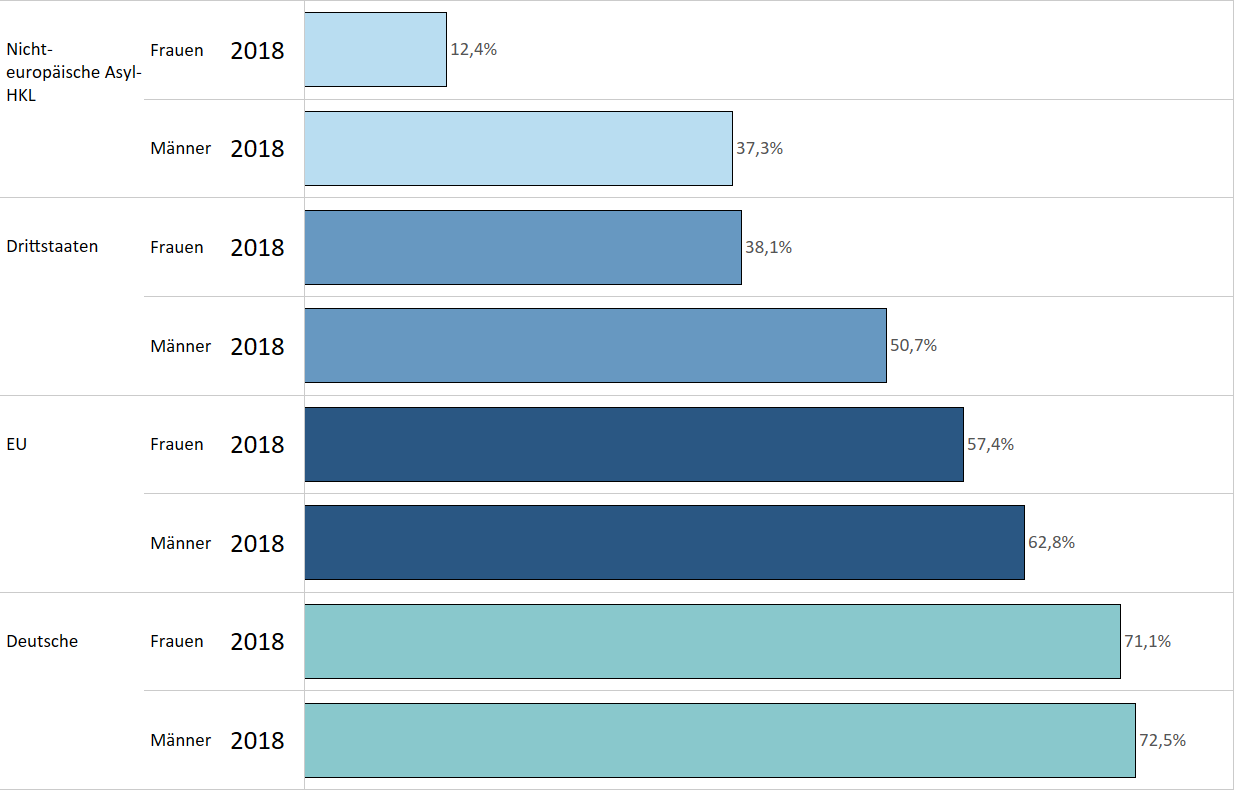 Nicht-
europäische Asyl-
HKL
Frauen 2018 12,4%
Männer 2018 37,3%
Drittstaaten Frauen 2018 38,1%
Männer 2018 50,7%
EU Frauen 2018 57,4%
Männer 2018 62,8%
Deutsche Frauen 2018 71,1%
Männer 2018 72,5%